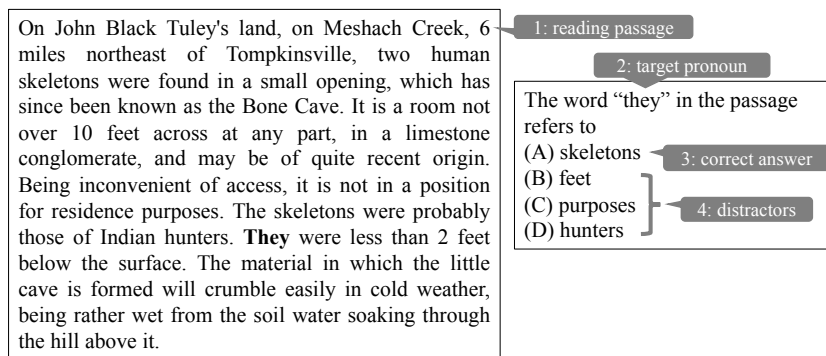 On John Black Tuley's land, on Meshach Creek, 6
miles northeast of Tompkinsville, two human
skeletons were found in a small opening, which has
since been known as the Bone Cave. It is a room not
over 10 feet across at any part, in a limestone
conglomerate, and may be of quite recent origin.
Being inconvenient of access, it is not in a position
for residence purposes. The skeletons were probably
those of Indian hunters. They were less than 2 feet
below the surface. The material in which the little
cave is formed will crumble easily in cold weather,
being rather wet from the soil water soaking through
the hill above it.
1: reading passage
2: target pronoun
The word “they” in the passage
refers to
(A) skeletons
3: correct answer
(B) feet
(C) purposes
4: distractors
(D) hunters